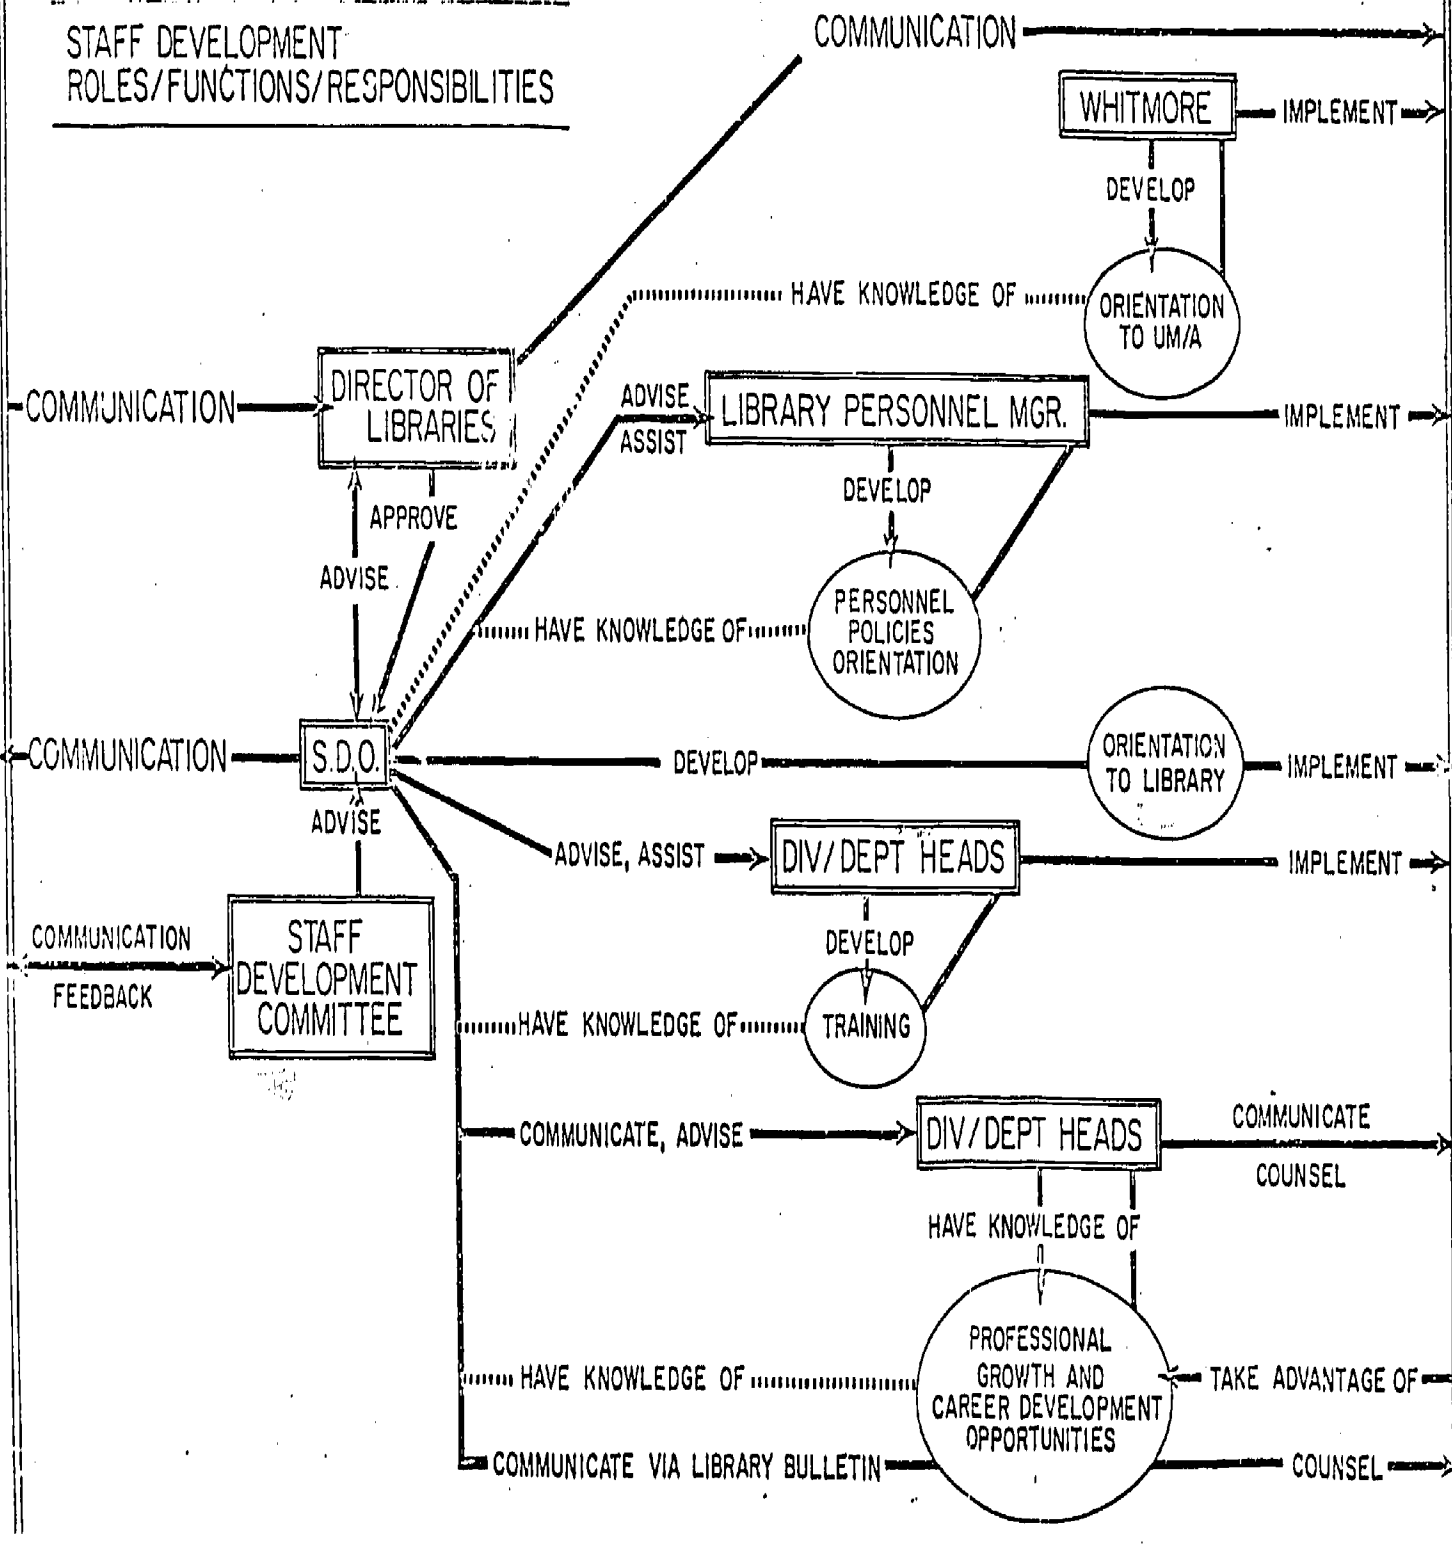 STAFF DEVELOPMENT
ROLES/FUNCTIONS/RESPONSIBILITIES
COMMUNICATION
WHITMORE
IMPLEMENT
DEVELOP
HAVE KNOWLEDGE OF
ORIENTATION
TO UM/A
COMMUNICATION
DIRECTOR OF
LIBRARIES
ADVISE
ASSIST
LIBRARY PERSONNEL MGR.
IMPLEMENT
DEVELOP
APPROVE
ADVISE
HAVE KNOWLEDGE OF
PERSONNEL
POLICIES
ORIENTATION
COMMUNICATION
S.D.O.
DEVELOP
ORIENTATION
TO LIBRARY
IMPLEMENT
ADVISE
ADVISE, ASSIST
DIV/DEPT HEADS
IMPLEMENT
COMMUNICATION
FEEDBACK
STAFF
DEVELOPMENT
COMMITTEE
DEVELOP
HAVE KNOWLEDGE OF
TRAINING
COMMUNICATE, ADVISE
DIV/DEPT HEADS
COMMUNICATE
COUNSEL
HAVE KNOWLEDGE OF
HAVE KNOWLEDGE OF
PROFESSIONAL
GROWTH AND
CAREER DEVELOPMENT
OPPORTUNITIES
TAKE ADVANTAGE OF
COMMUNICATE VIA LIBRARY BULLETIN
COUNSEL